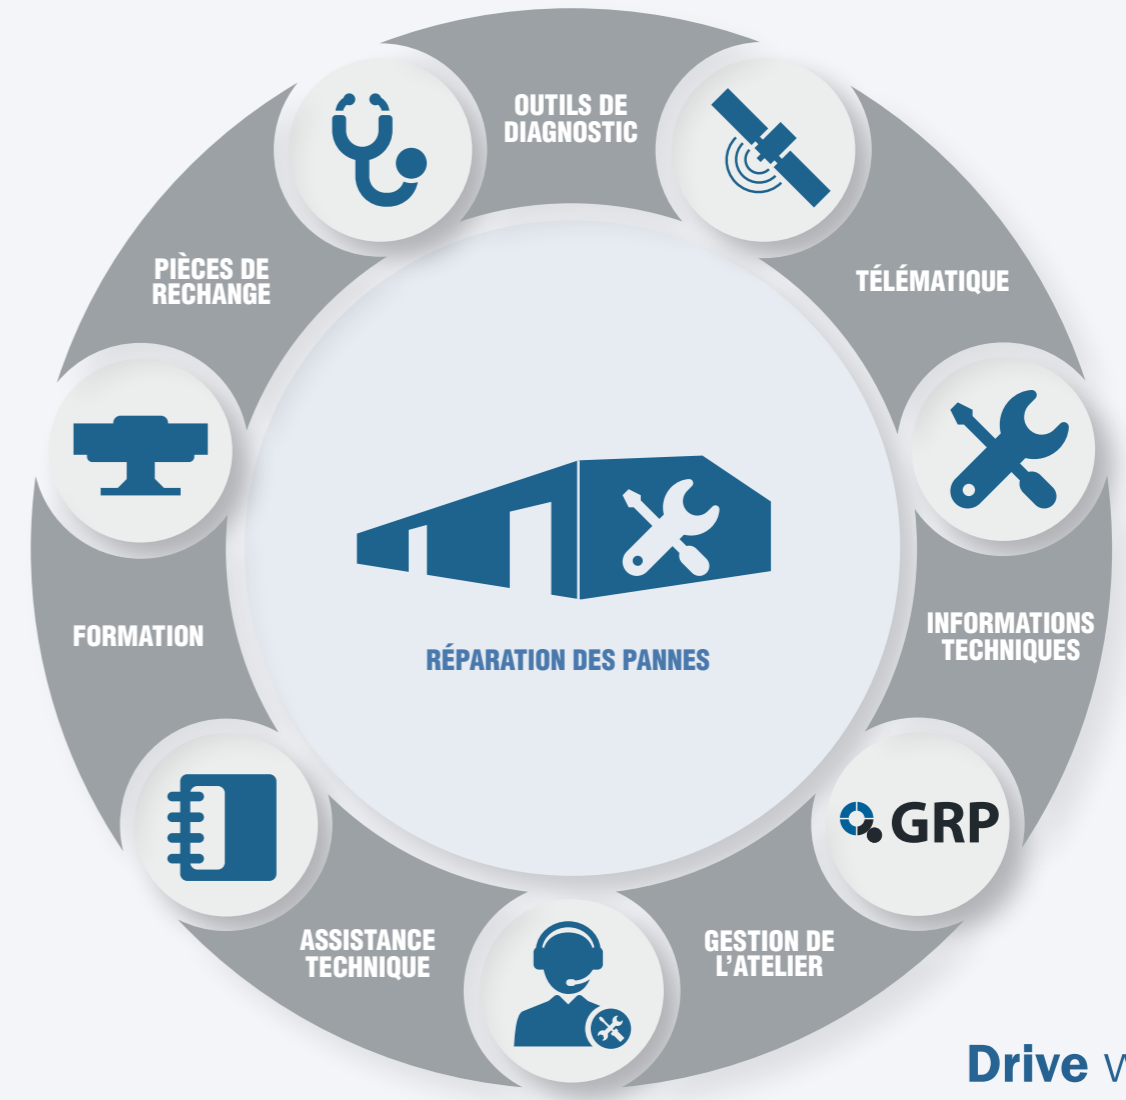 OUTILS DE
DIAGNOSTIC
PIÈCES DE
RECHANGE
TÉLÉMATIQUE
FORMATION
INFORMATIONS
TECHNIQUES
RÉPARATION DES PANNES
GRP
ASSISTANCE
TECHNIQUE
GESTION DE
L'ATELIER
Drive